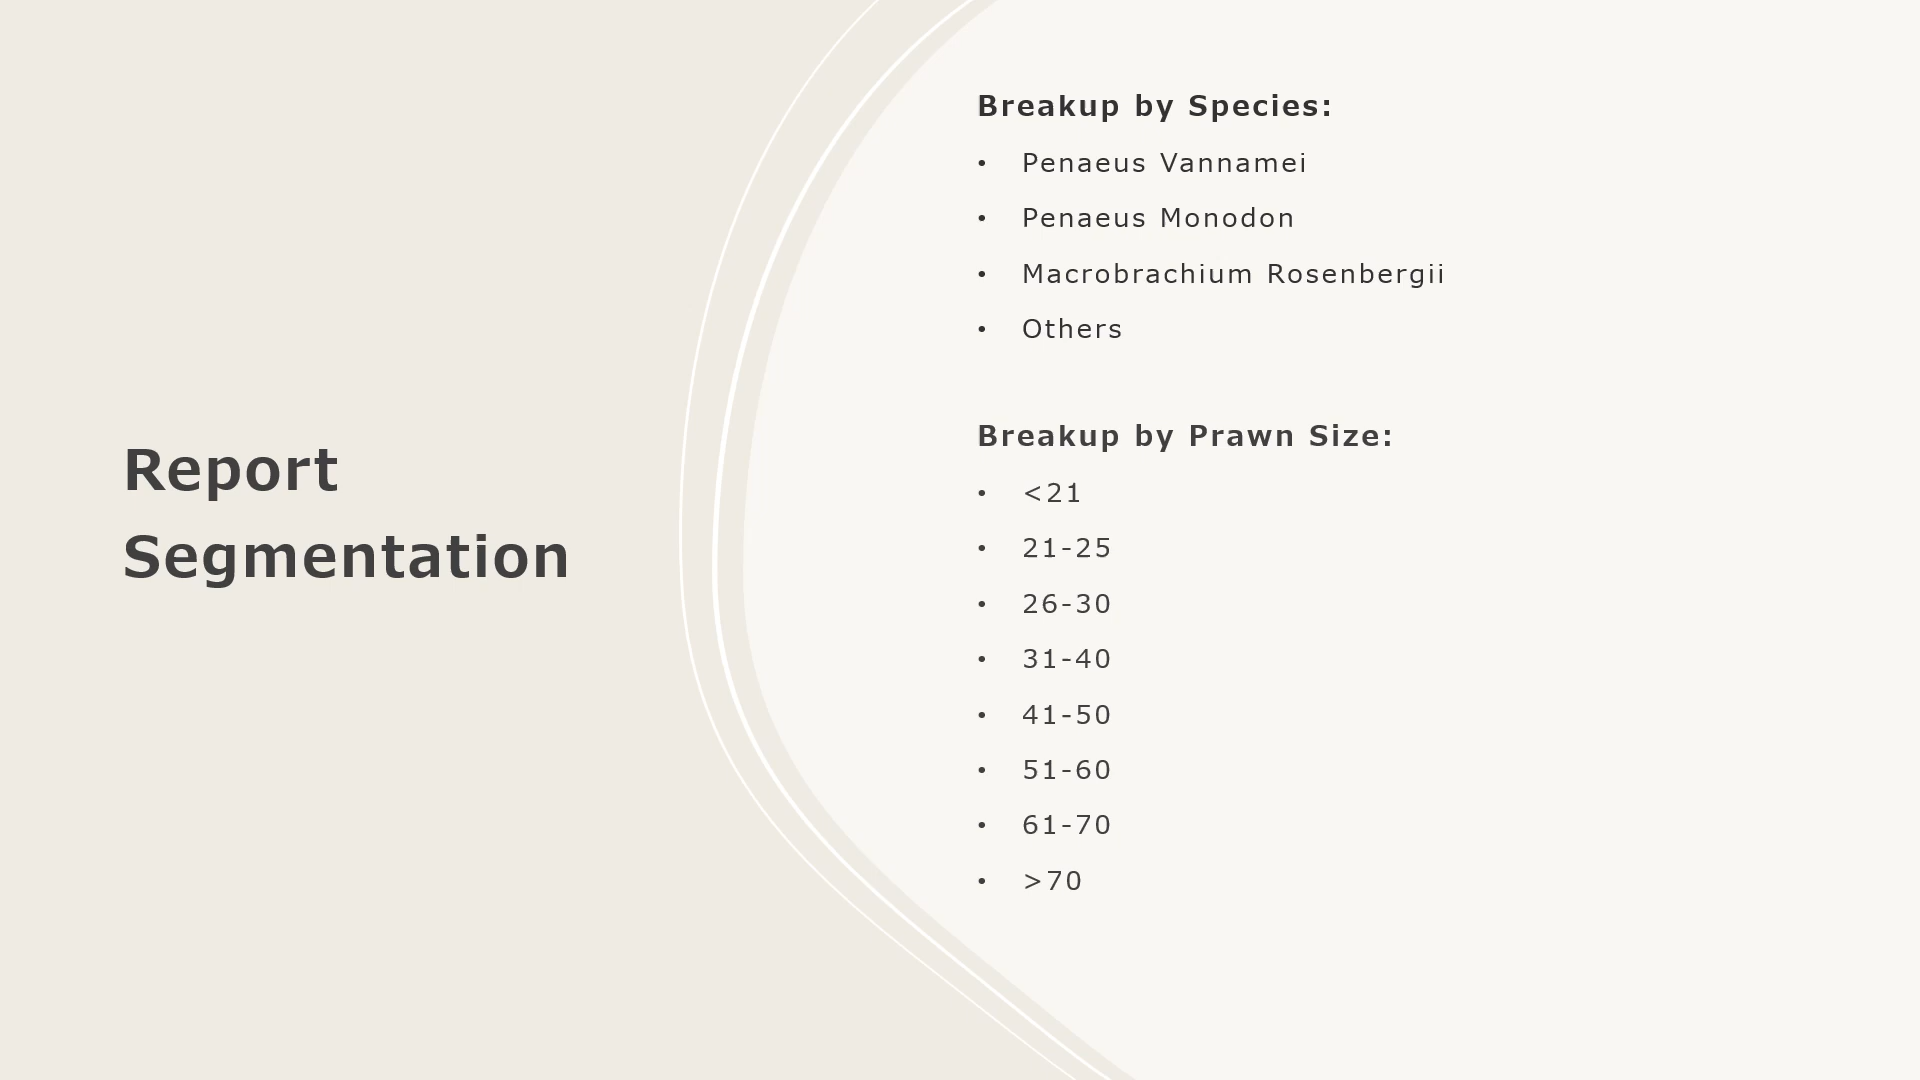 Report
Segmentation
Breakup by Species:
• Penaeus Vannamei
• Penaeus Monodon
• Macrobrachium Rosenbergii
• Others
Breakup by Prawn Size:
• <21
• 21-25
• 26-30
• 31-40
• 41-50
• 51-60
• 61-70
• >70